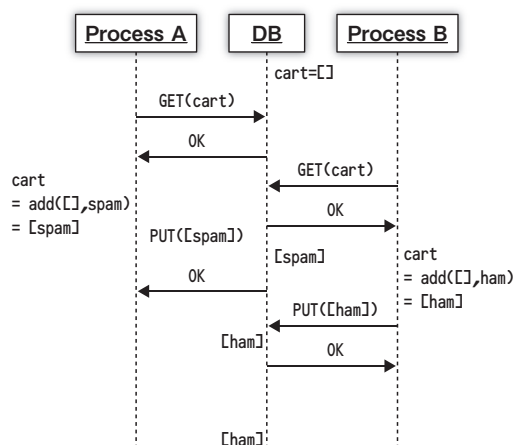 Process A DB Process B
cart=[]
GET(cart)
OK
GET(cart)
cart
= add([],spam)
= [spam]
OK
PUT([spam])
[spam]
cart
= add([],ham)
= [ham]
OK
PUT([ham])
[ham]
OK
[ham]